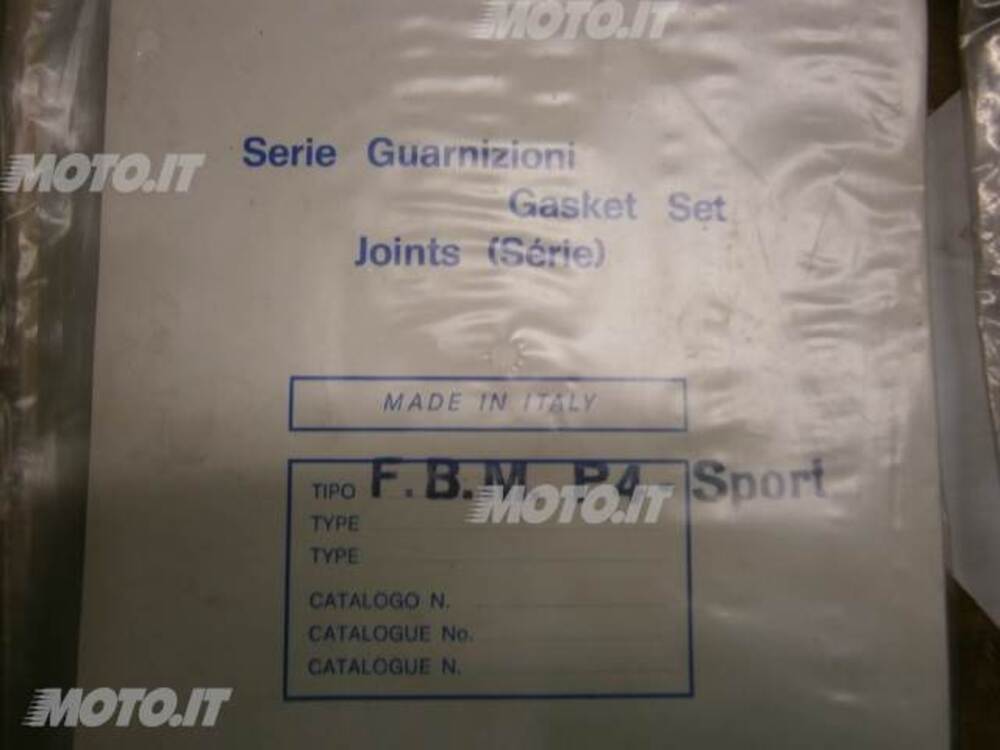 MOTO.IT
Serie Guarnizioni
MOTO.IT
Gasket Set
Joints (Série)
MADE IN ITALY
TIPO F.B.M P4 - Sport
MOTO.IT
TYPE
TYPE
CATALOGO N.
CATALOGUE No.
CATALOGUE N.
MOTO.IT